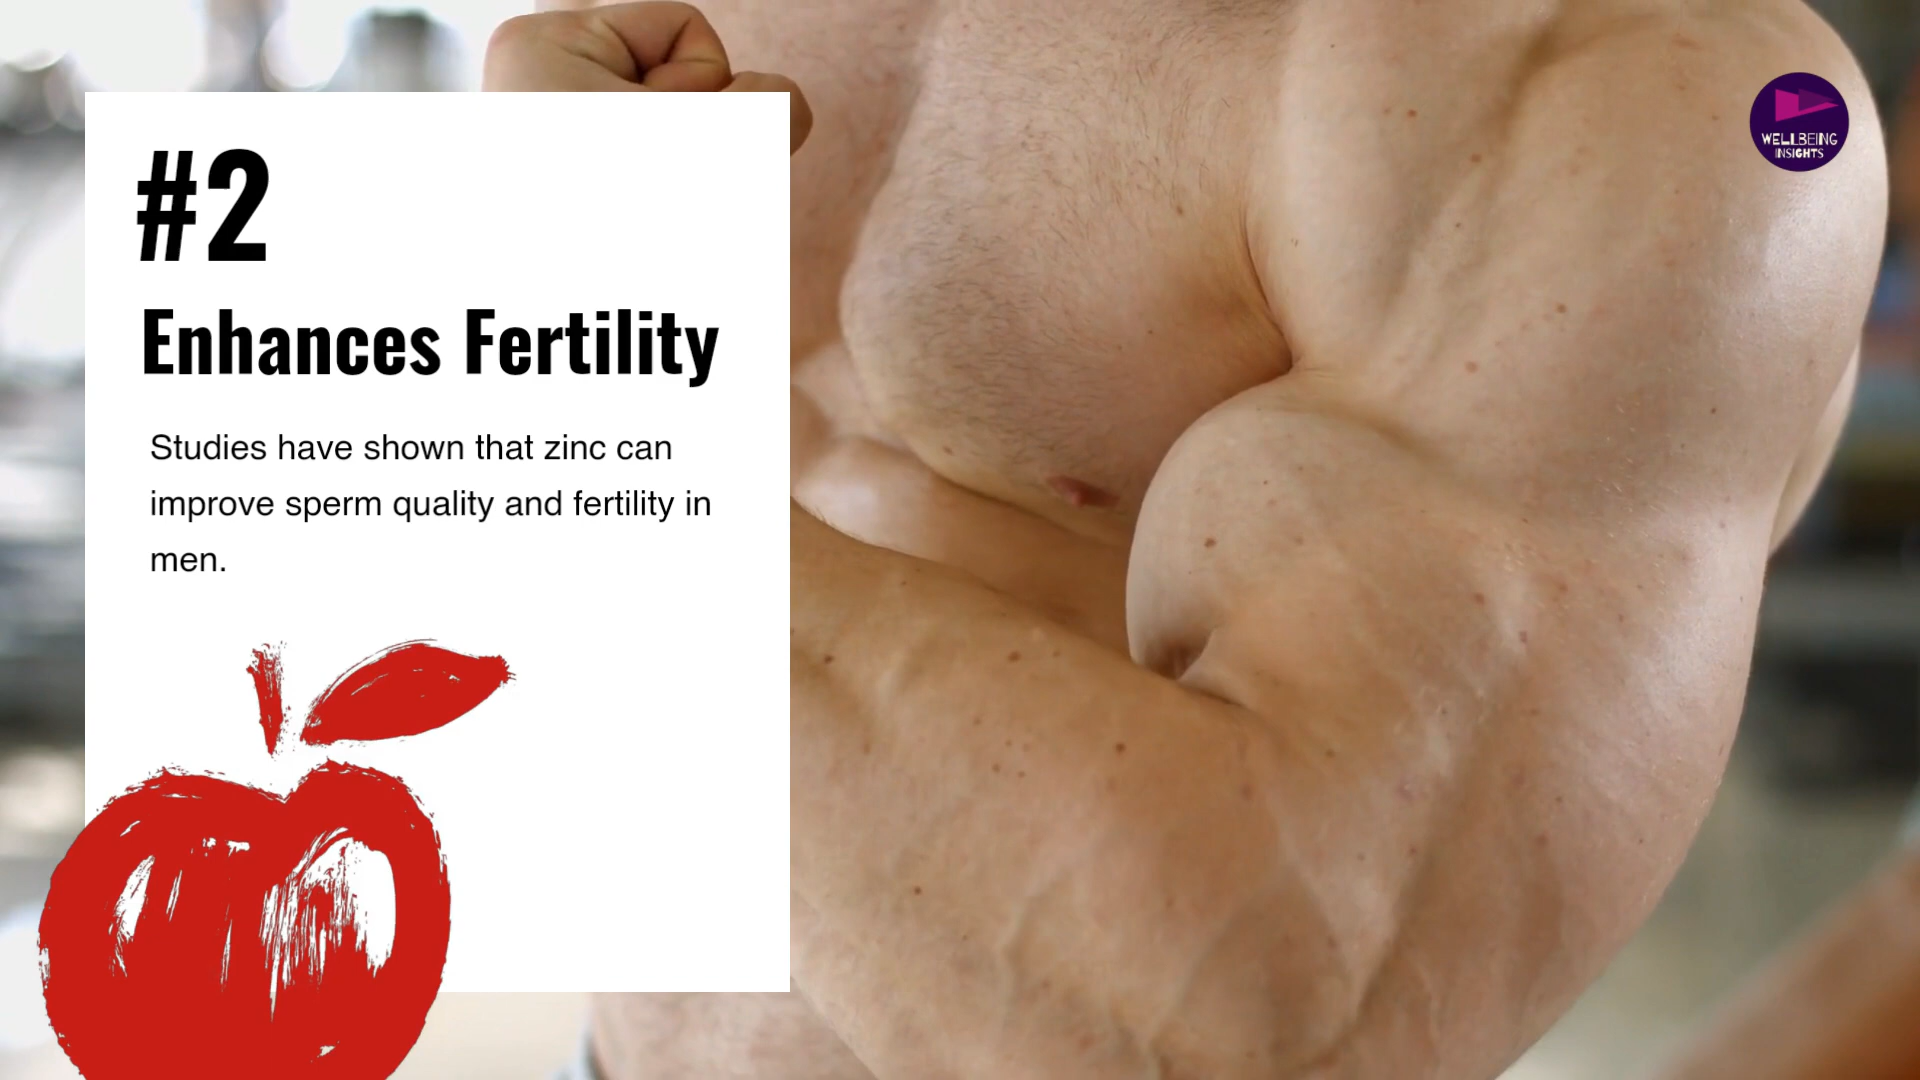 #2
Enhances Fertility
Studies have shown that zinc can
improve sperm quality and fertility in
men.
WELLBEING
INSIGHTS